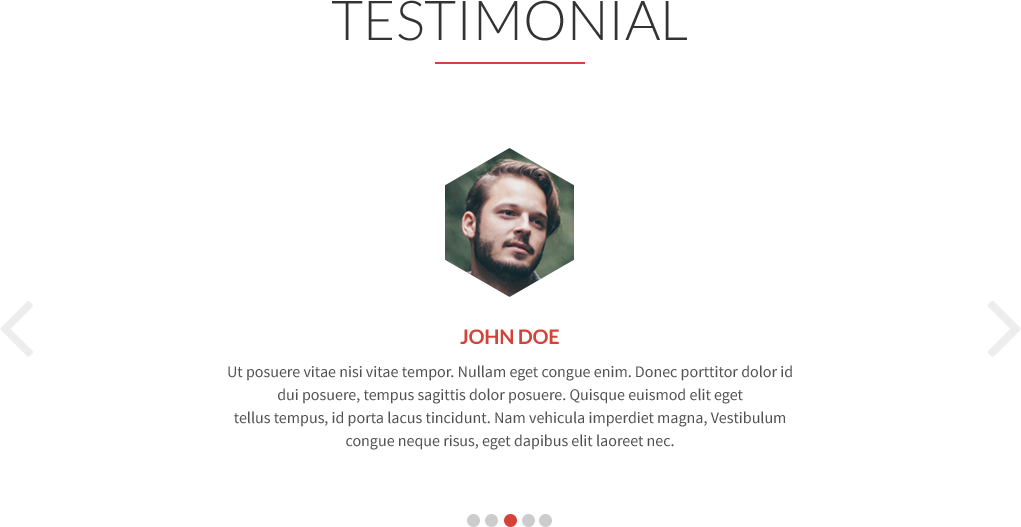 TESTIMONIAL
JOHN DOE
Ut posuere vitae nisi vitae tempor. Nullam eget congue enim. Donec porttitor dolor id
dui posuere, tempus sagittis dolor posuere. Quisque euismod elit eget
tellus tempus, id porta lacus tincidunt. Nam vehicula imperdiet magna, Vestibulum
congue neque risus, eget dapibus elit laoreet nec.